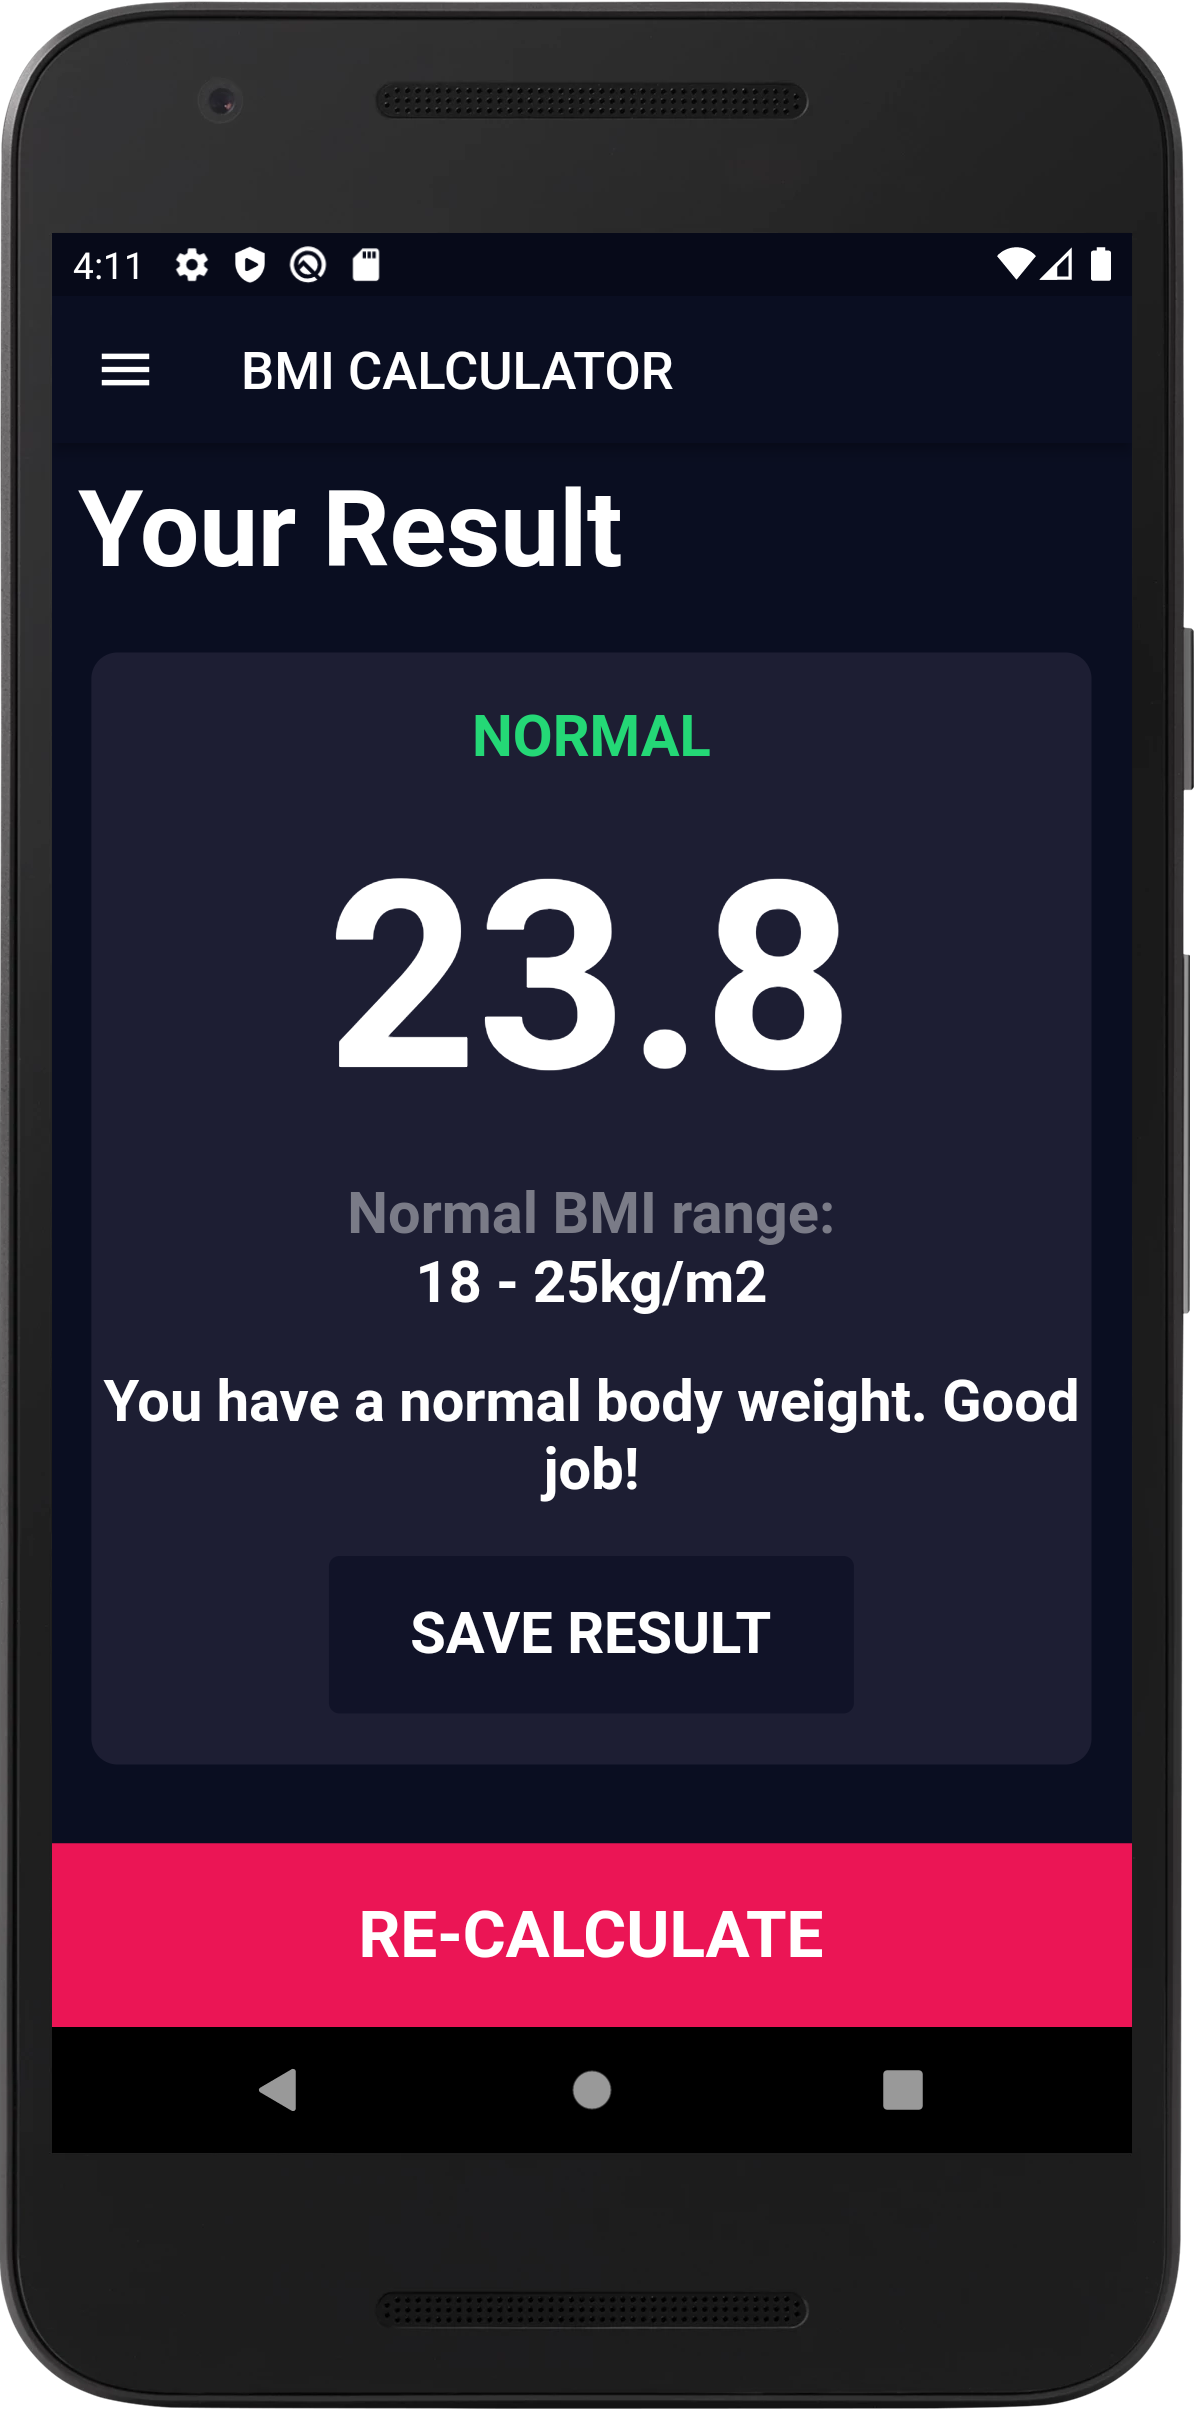 4:11
BMI CALCULATOR
Your Result
NORMAL
23.8
Normal BMI range:
18 - 25kg/m2
You have a normal body weight. Good
job!
SAVE RESULT
RE-CALCULATE